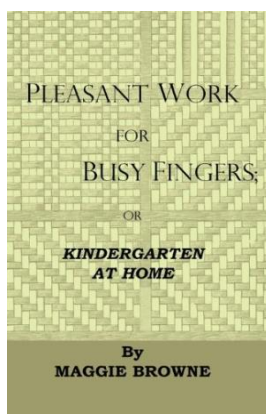 PLEASANT WORK
FOR
BUSY FINGERS;
OR
KINDERGARTEN
AT HOME
By
MAGGIE BROWNE